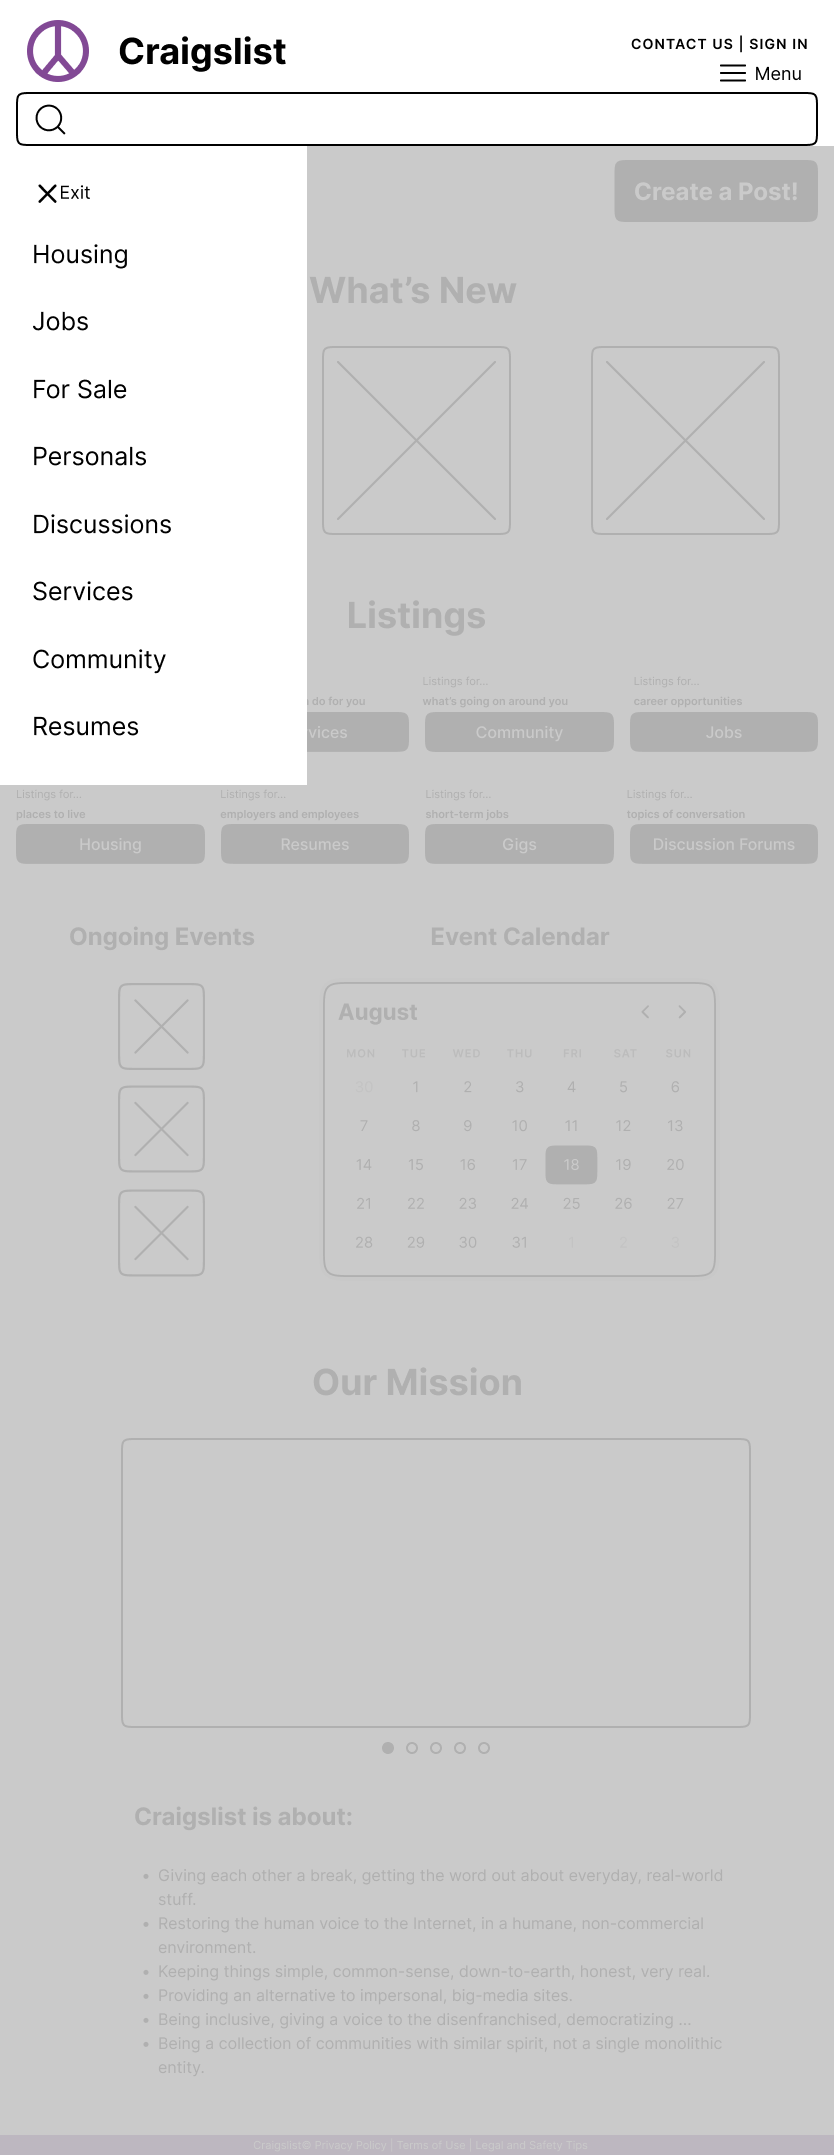 Craigslist
CONTACT US | SIGN IN
Menu
Exit
Housing
Jobs
For Sale
Personals
Discussions
Services
Community
Resumes
Create a Post!
What's New
Listings
do for you
vices
Listings for...
what's going on around you
Community
Listings for...
career opportunities
Jobs
Listings for...
places to live
Housing
Listings for...
employers and employees
Resumes
Listings for...
short-term jobs
Gigs
Listings for...
topics of conversation
Discussion Forums
Ongoing Events
Event Calendar
August
MON TUE WED THU FRI SAT SUN
30 1 2 3 4 5 6
7 8 9 10 11 12 13
14 15 16 17 18 19 20
21 22 23 24 25 26 27
28 29 30 31 1 2 3
Our Mission
Craigslist is about:
• Giving each other a break, getting the word out about everyday, real-world
stuff.
• Restoring the human voice to the Internet, in a humane, non-commercial
environment.
• Keeping things simple, common-sense, down-to-earth, honest, very real.
• Providing an alternative to impersonal, big-media sites.
• Being inclusive, giving a voice to the disenfranchised, democratizing ...
• Being a collection of communities with similar spirit, not a single monolithic
entity.
Craigslist© Privacy Policy | Terms of Use | Legal and Safety Tips